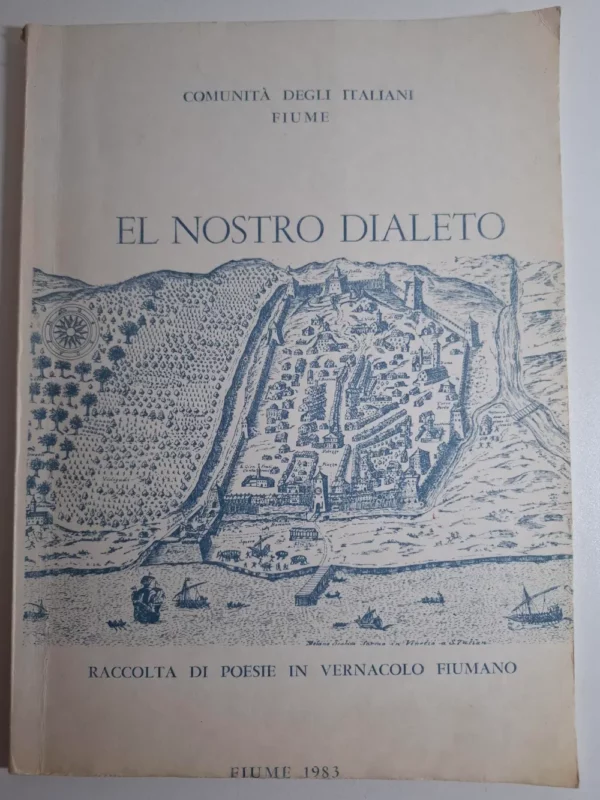 COMUNITÀ DEGLI ITALIANI
FIUME
EL NOSTRO DIALETO
RACCOLTA DI POESIE IN VERNACOLO FIUMANO
FIUME 1983